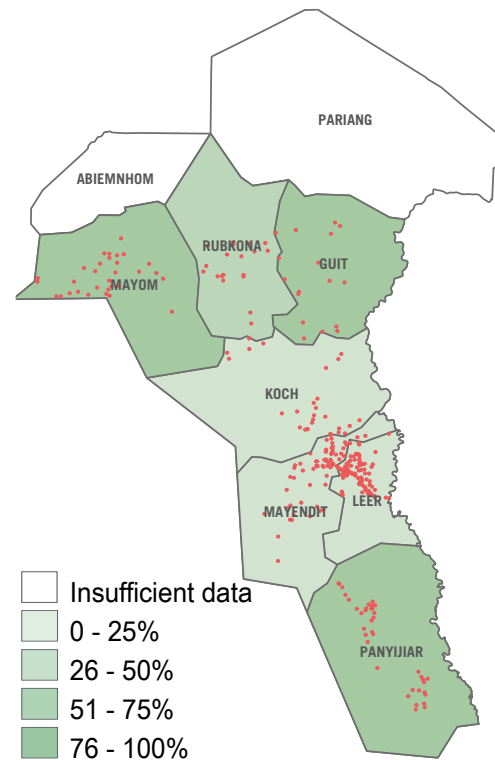 PARIANG
ABIEMNHOM
RUBKONA
GUIT
MAYOM
KOCH
LEER
MAYENDIT
PANYIJIAR
Insufficient data
0 - 25%
26 - 50%
51 - 75%
76 - 100%